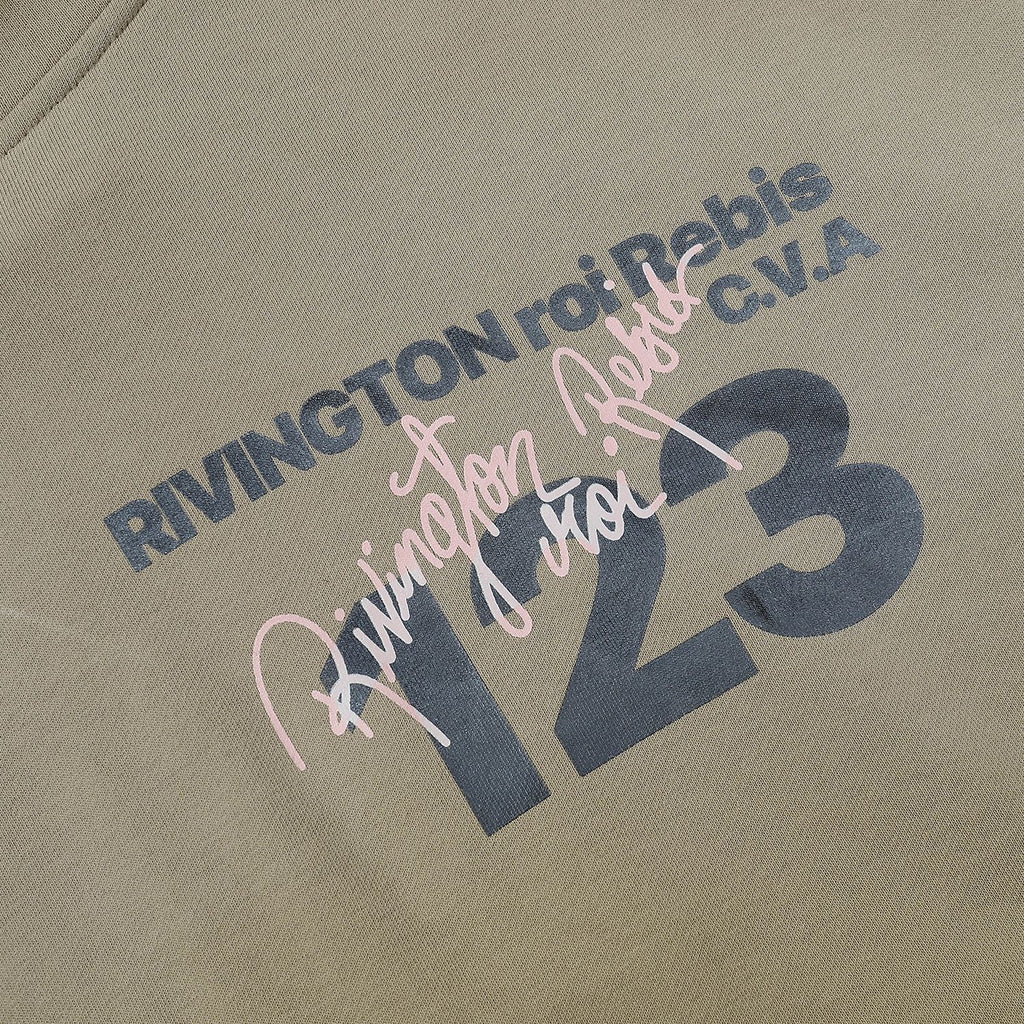 RIVINGTON roi Rebis
C.V.A
123
Rivington
roi. Rebis